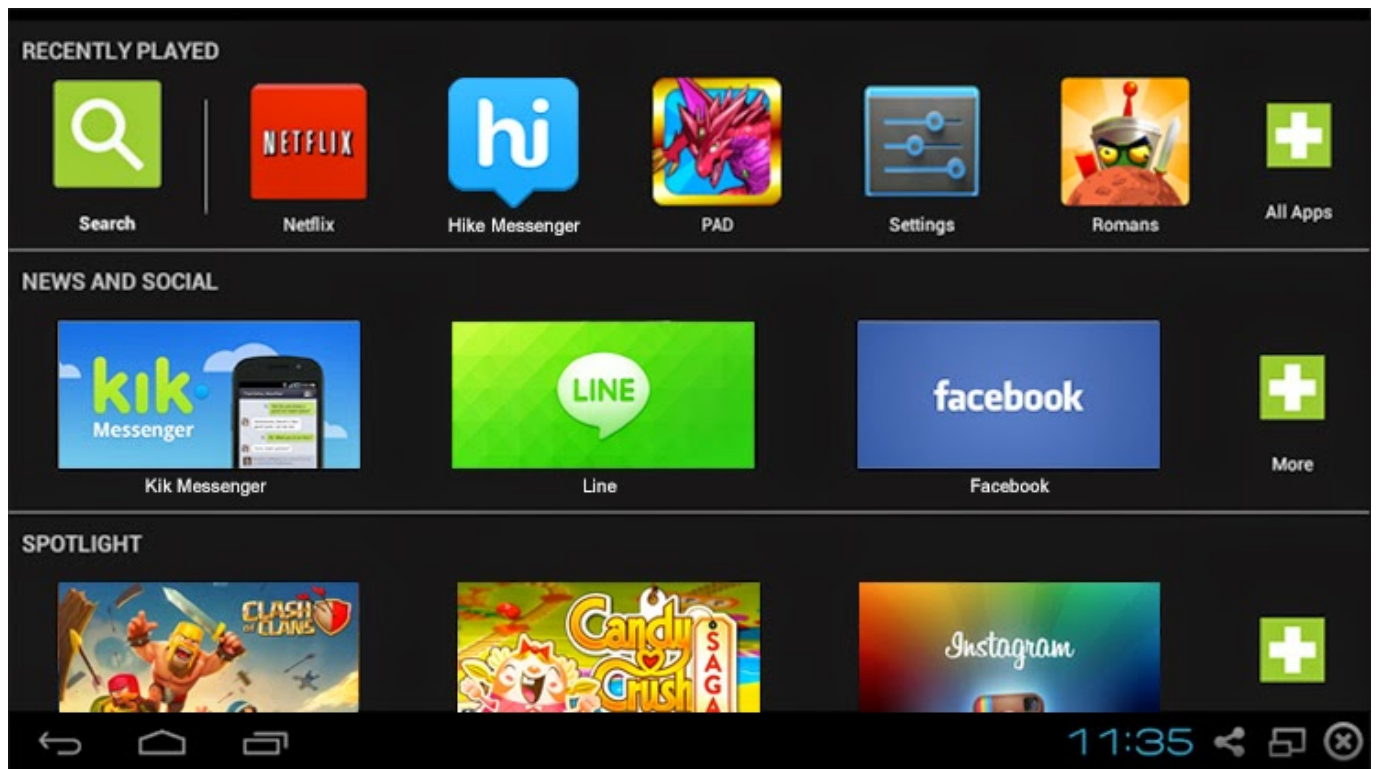 RECENTLY PLAYED
NETFLIX
hi
Search
Netflix
Hike Messenger
PAD
Settings
Romans
All Apps
NEWS AND SOCIAL
kik
Messenger
LINE
facebook
More
Kik Messenger
Line
Facebook
SPOTLIGHT
CLASH
OF CLANS
Candy
Crush
SAGA
Instagram
11:35